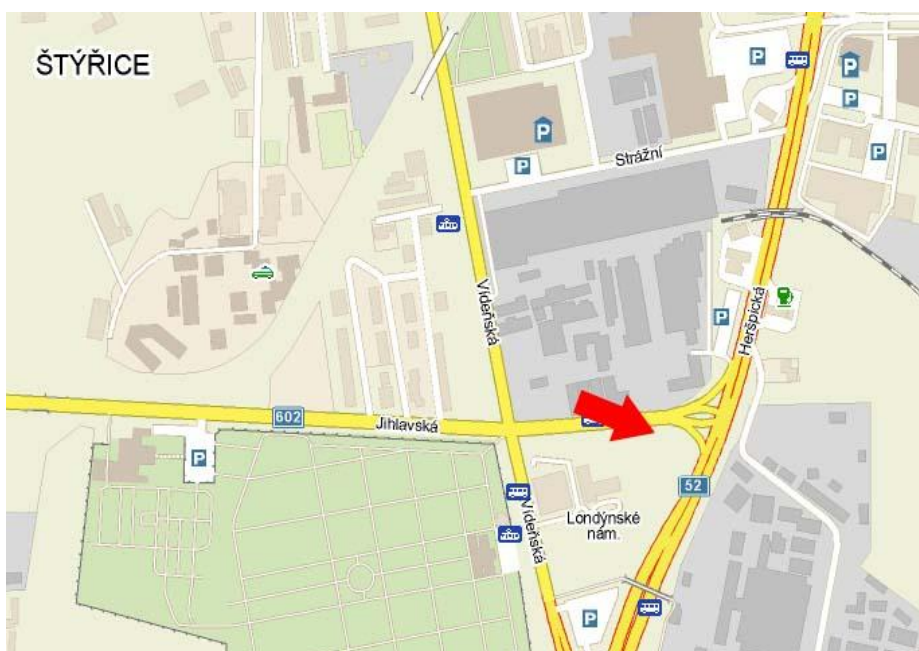 ŠTÝŘICE
P
P
P
P
P
P
Strážní
Vídeňská
Heršpická
P
602
Jihlavská
P
52
Vídeňská
Londýnské
nám.
P